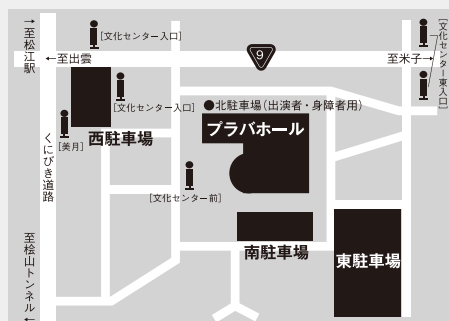 →至松江駅
[文化センター入口]
9
←至出雲
至米子→
[文化センター東入口]
[文化センター入口]
●北駐車場(出演者・身障者用)
プラバホール
[美月]
西駐車場
くにびき道路
[文化センター前]
南駐車場
東駐車場
至桧山トンネル←